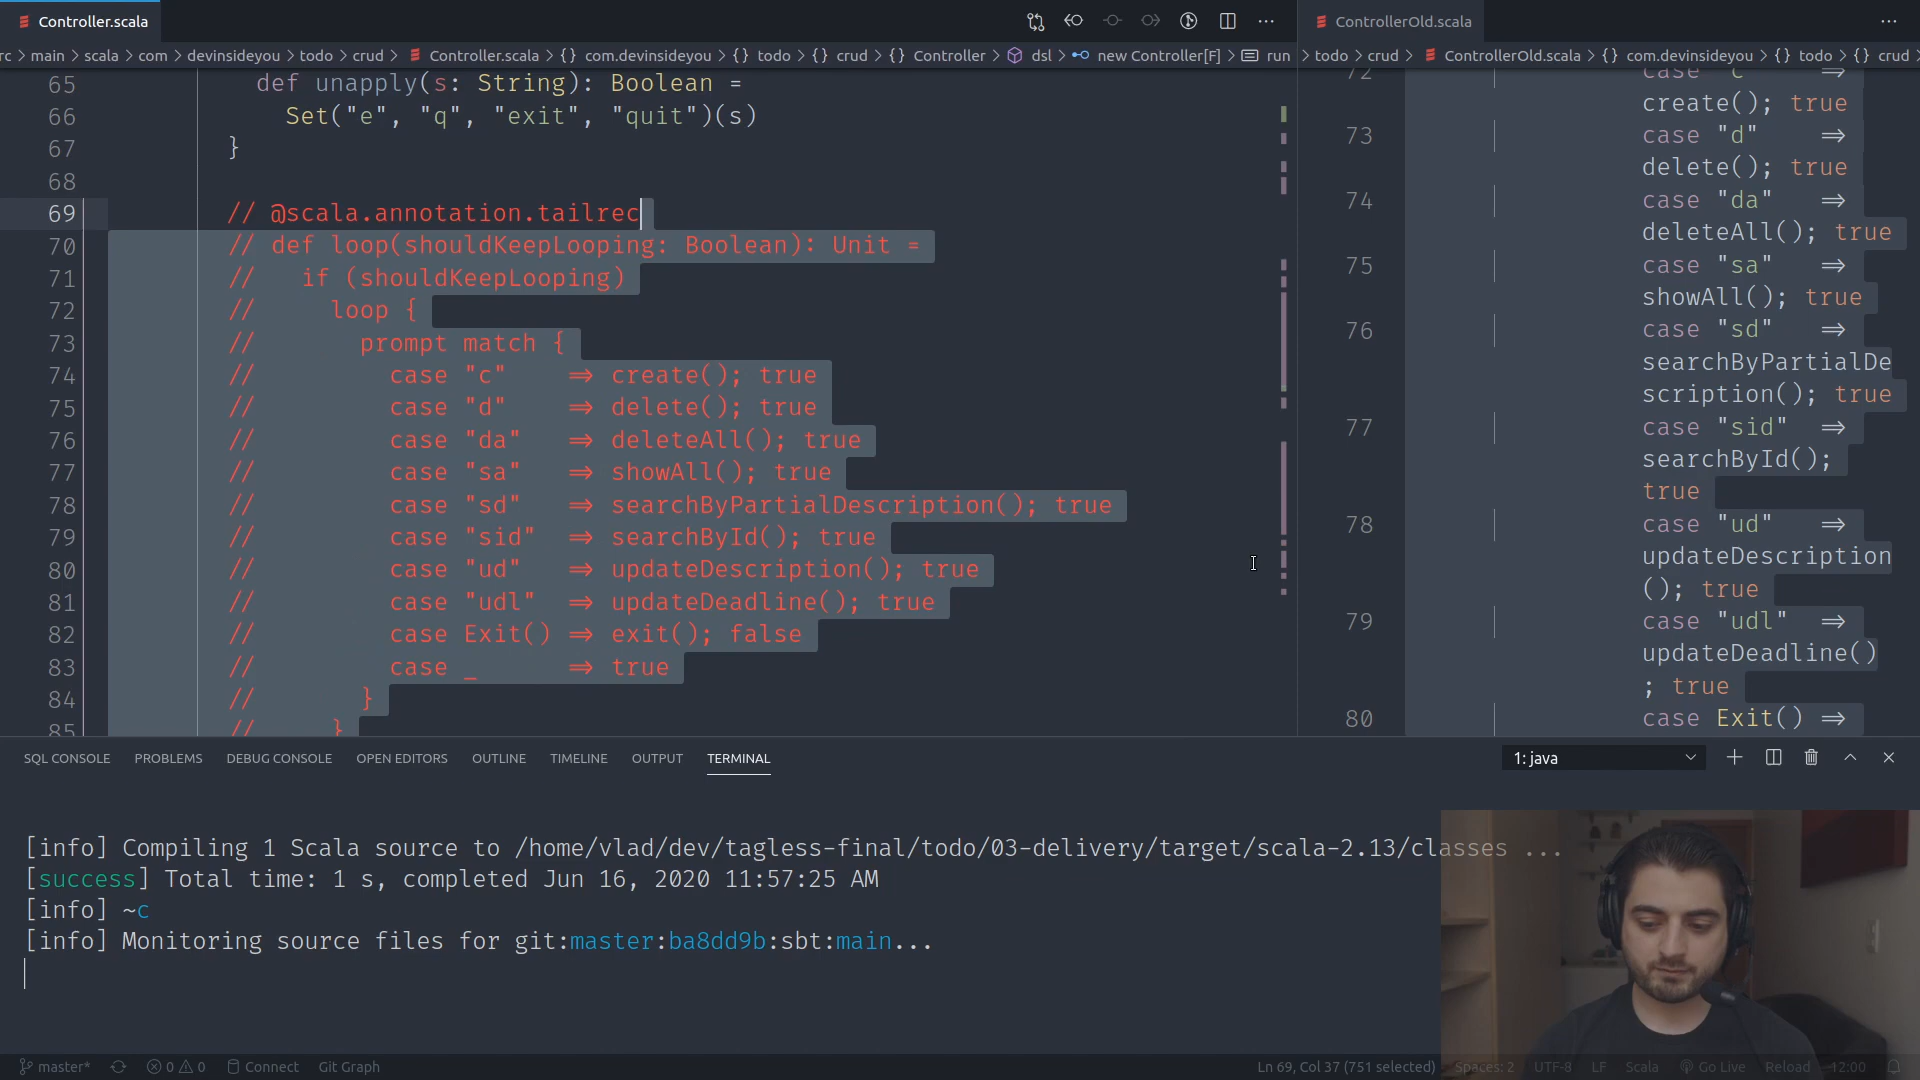 Controller.scala
ControllerOld.scala
rc > main > scala > com > devinsideyou > todo > crud > Controller.scala > {} com.devinsideyou > {} todo > {} crud > {} Controller > dsl > new Controller[F] > run
> todo > crud > ControllerOld.scala > {} com.devinsideyou > {} todo > {} crud >
65 def unapply(s: String): Boolean =
66 Set("e", "q", "exit", "quit")(s)
67 }
68
69 // @scala.annotation.tailrec
70 // def loop(shouldKeepLooping: Boolean): Unit =
71 // if (shouldKeepLooping)
72 // loop {
73 // prompt match {
74 // case "c" ⇒ create(); true
75 // case "d" ⇒ delete(); true
76 // case "da" ⇒ deleteAll(); true
77 // case "sa" ⇒ showAll(); true
78 // case "sd" ⇒ searchByPartialDescription(); true
79 // case "sid" ⇒ searchById(); true
80 // case "ud" ⇒ updateDescription(); true
81 // case "udl" ⇒ updateDeadline(); true
82 // case Exit() ⇒ exit(); false
83 // case _ ⇒ true
84 // }
85 // }
72 case "c" ⇒
create(); true
73 case "d" ⇒
delete(); true
74 case "da" ⇒
deleteAll(); true
75 case "sa" ⇒
showAll(); true
76 case "sd" ⇒
searchByPartialDe
scription(); true
77 case "sid" ⇒
searchById();
true
78 case "ud" ⇒
updateDescription
(); true
79 case "udl" ⇒
updateDeadline()
; true
80 case Exit() ⇒
SQL CONSOLE PROBLEMS DEBUG CONSOLE OPEN EDITORS OUTLINE TIMELINE OUTPUT TERMINAL
1: java
[info] Compiling 1 Scala source to /home/vlad/dev/tagless-final/todo/03-delivery/target/scala-2.13/classes ...
[success] Total time: 1 s, completed Jun 16, 2020 11:57:25 AM
[info] ~c
[info] Monitoring source files for git:master:ba8dd9b:sbt:main...
master* 0 0 Connect Git Graph Ln 69, Col 37 (751 selected) Spaces: 2 UTF-8 LF Scala Go Live Reload 12:00